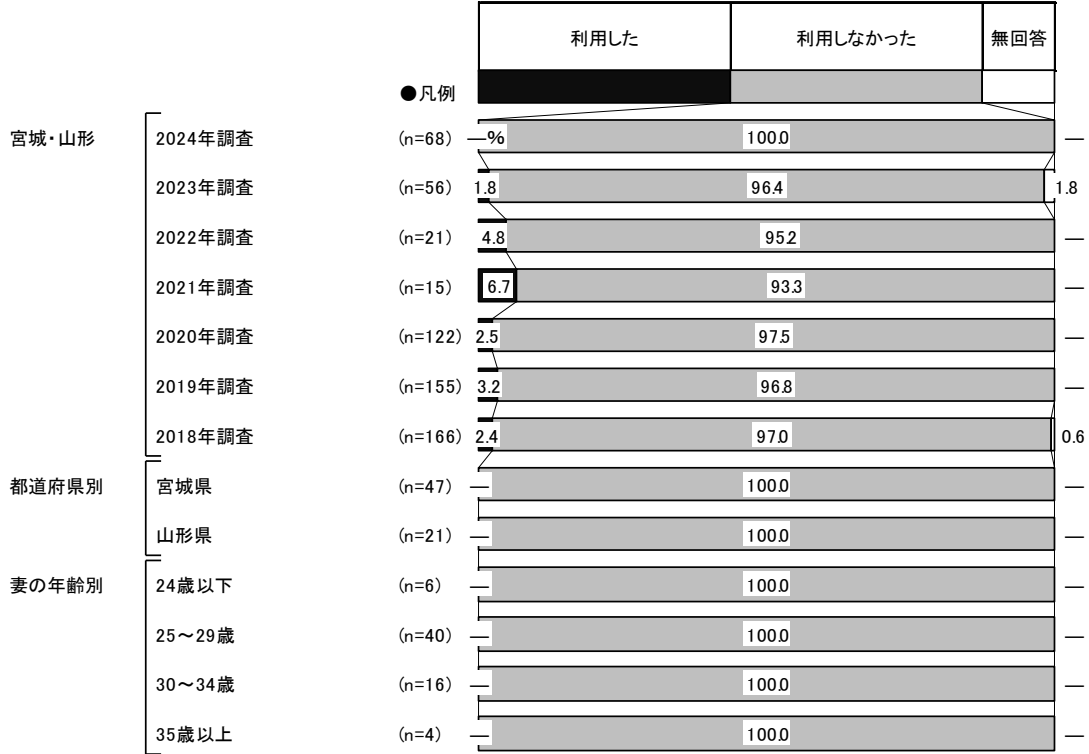 利用した 利用しなかった 無回答
●凡例
宮城・山形 2024年調査 (n=68) ―% 100.0 ―
2023年調査 (n=56) 1.8 96.4 1.8
2022年調査 (n=21) 4.8 95.2 ―
2021年調査 (n=15) 6.7 93.3 ―
2020年調査 (n=122) 2.5 97.5 ―
2019年調査 (n=155) 3.2 96.8 ―
2018年調査 (n=166) 2.4 97.0 0.6
都道府県別 宮城県 (n=47) ― 100.0 ―
山形県 (n=21) ― 100.0 ―
妻の年齢別 24歳以下 (n=6) ― 100.0 ―
25～29歳 (n=40) ― 100.0 ―
30～34歳 (n=16) ― 100.0 ―
35歳以上 (n=4) ― 100.0 ―